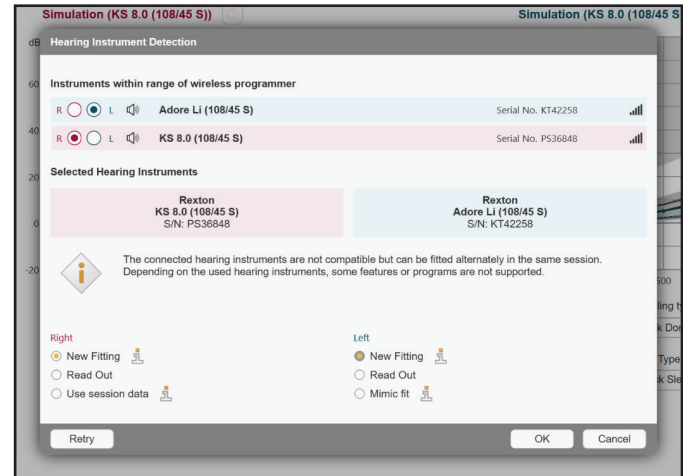 Simulation (KS 8.0 (108/45 S))
Simulation (KS 8.0 (108/45 S
dB
Hearing Instrument Detection
60
Instruments within range of wireless programmer
R L Adore Li (108/45 S) Serial No. KT42258
40
R L KS 8.0 (108/45 S) Serial No. PS36848
20
Selected Hearing Instruments
Rexton
KS 8.0 (108/45 S)
S/N: PS36848
Rexton
Adore Li (108/45 S)
S/N: KT42258
0
The connected hearing instruments are not compatible but can be fitted alternately in the same session.
Depending on the used hearing instruments, some features or programs are not supported.
-20
500
ling t
Right
Left
k Do
New Fitting
New Fitting
Type
Read Out
Read Out
k Sle
Use session data
Mimic fit
Retry
OK
Cancel